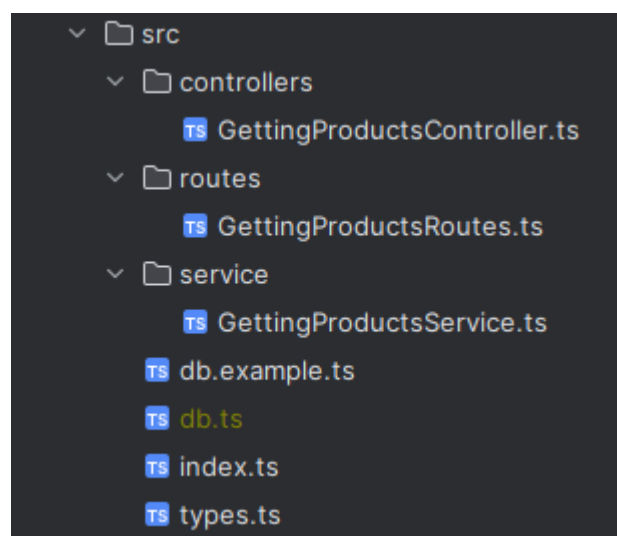 src
controllers
TS GettingProductsController.ts
routes
TS GettingProductsRoutes.ts
service
TS GettingProductsService.ts
TS db.example.ts
TS db.ts
TS index.ts
TS types.ts